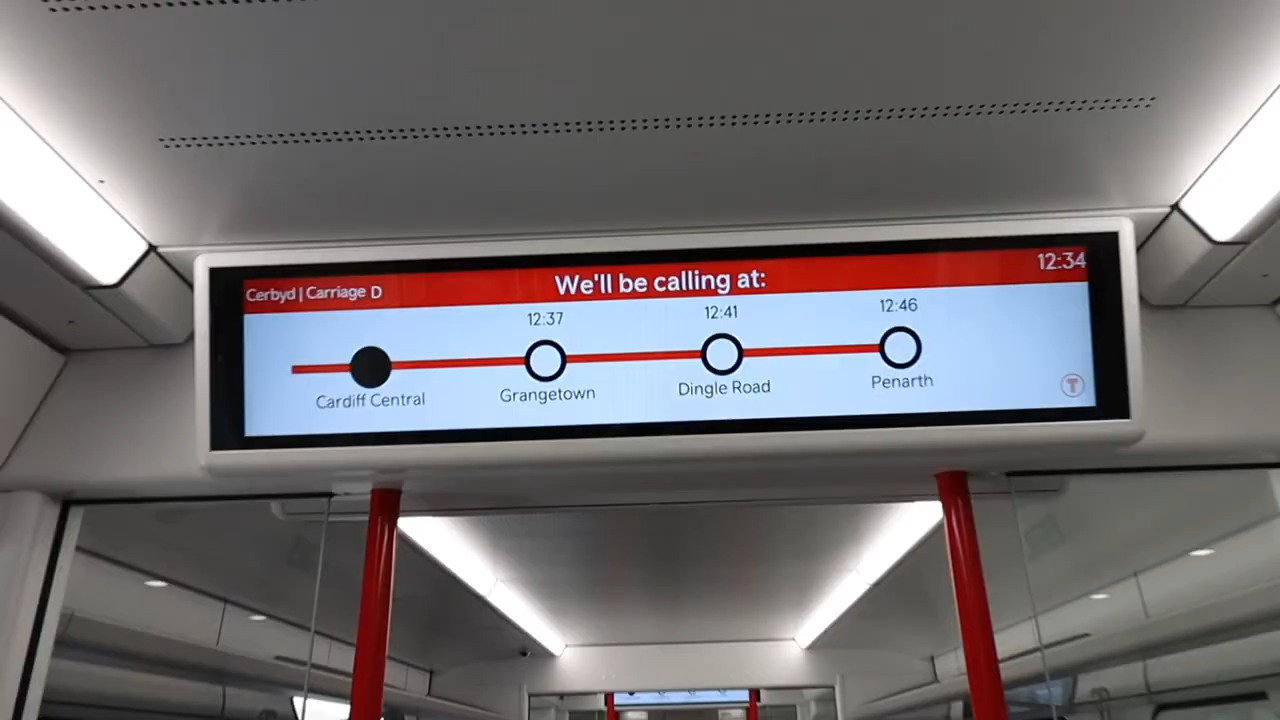 Cerbyd | Carriage D
We'll be calling at:
12:34
12:37
12:41
12:46
Cardiff Central
Grangetown
Dingle Road
Penarth
T